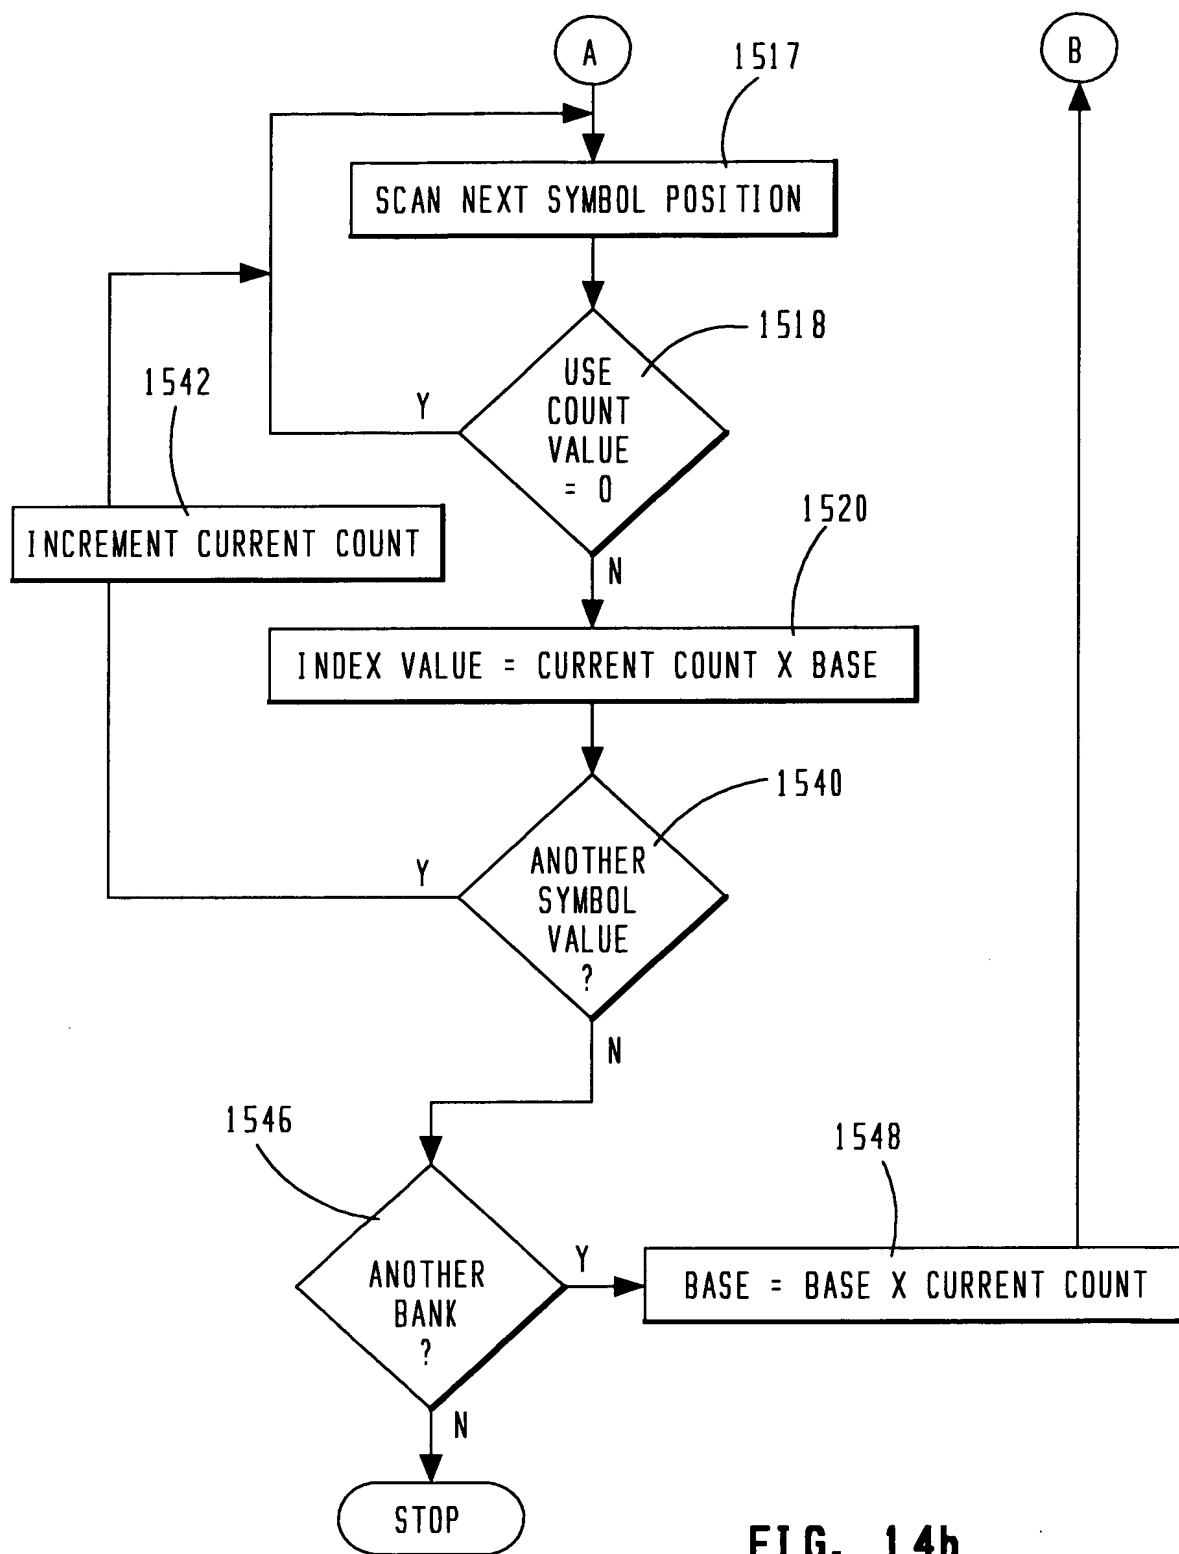 A
B
1517
SCAN NEXT SYMBOL POSITION
1518
USE
COUNT
VALUE
= 0
Y
1542
INCREMENT CURRENT COUNT
N
1520
INDEX VALUE = CURRENT COUNT X BASE
1540
ANOTHER
SYMBOL
VALUE
?
Y
N
1546
1548
ANOTHER
BANK
?
Y
BASE = BASE X CURRENT COUNT
N
STOP
FIG. 14b